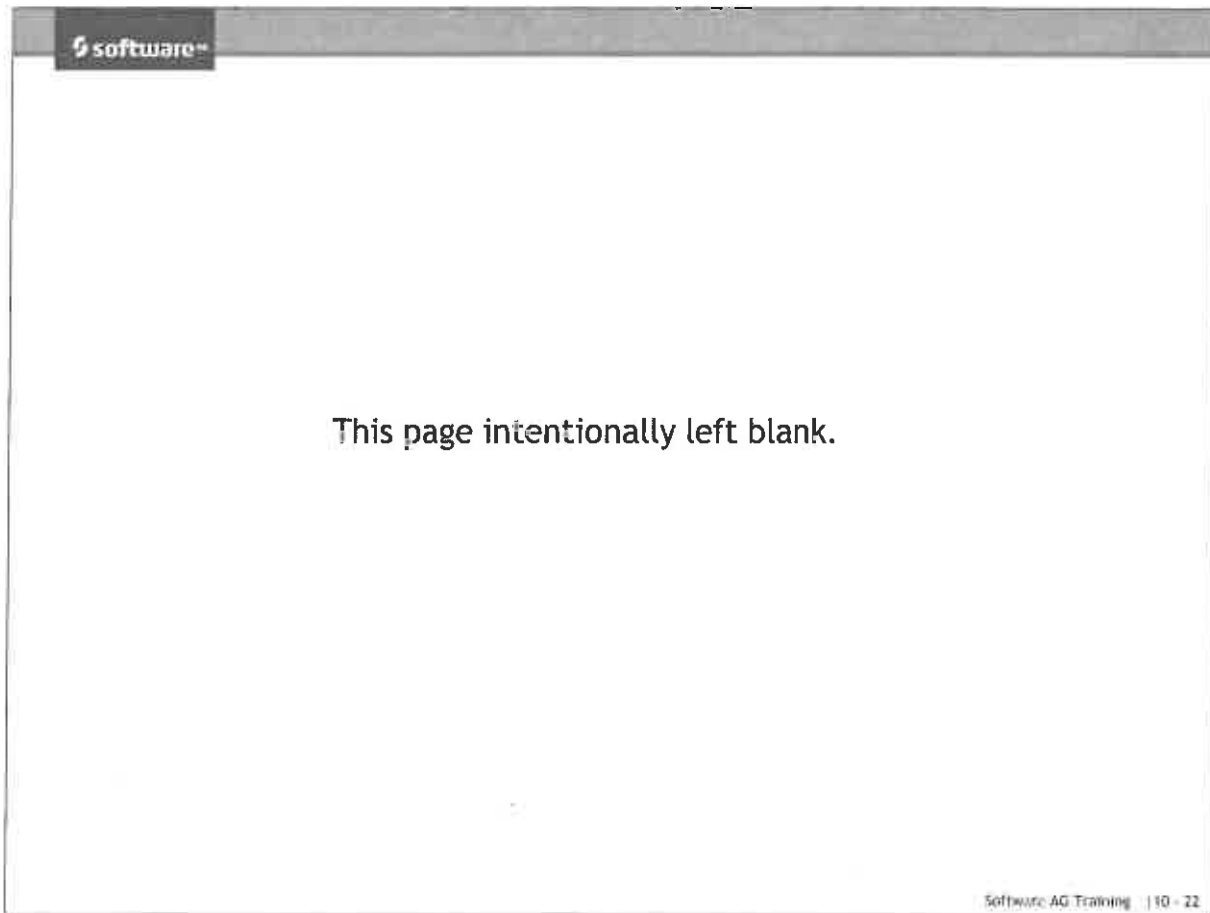 software
This page intentionally left blank.
Software AG Training | 10 - 22